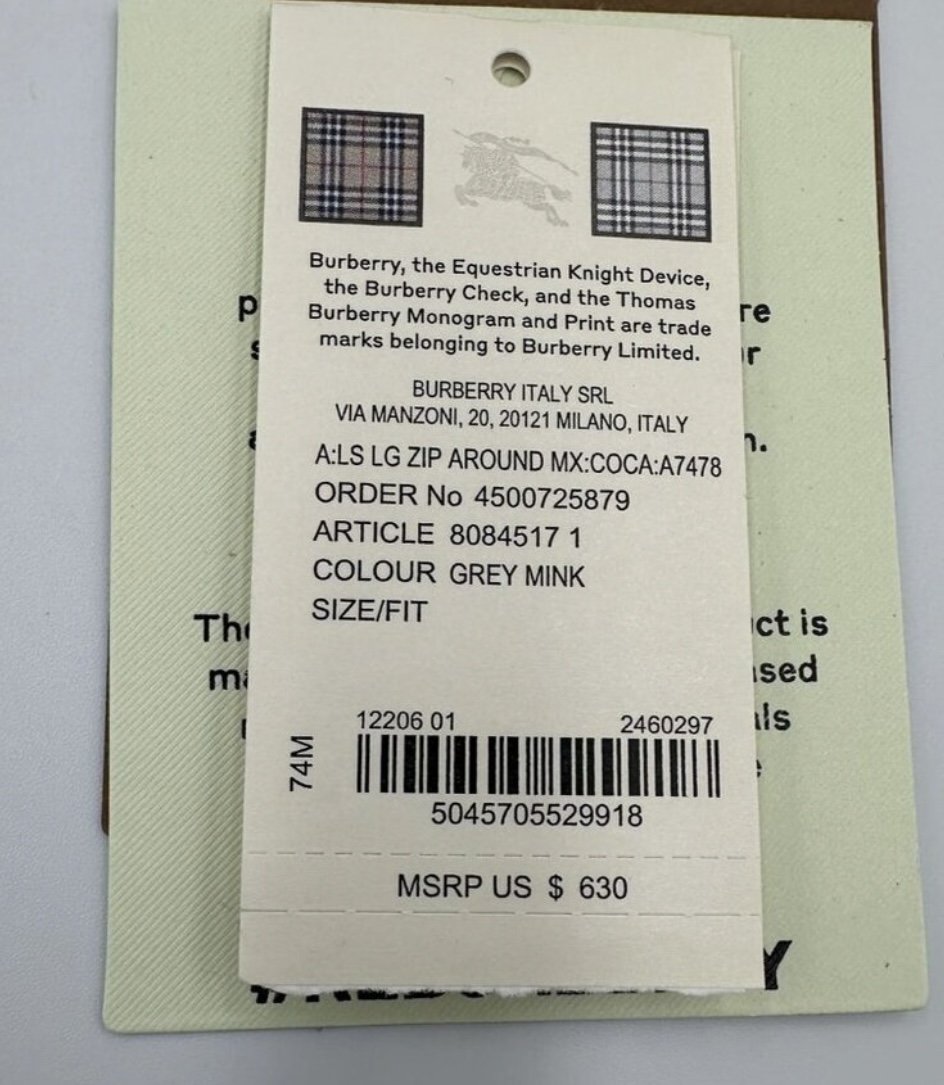 Burberry, the Equestrian Knight Device,
the Burberry Check, and the Thomas
Burberry Monogram and Print are trade
marks belonging to Burberry Limited.
BURBERRY ITALY SRL
VIA MANZONI, 20, 20121 MILANO, ITALY
A:LS LG ZIP AROUND MX:COCA:A7478
ORDER No 4500725879
ARTICLE 8084517 1
COLOUR GREY MINK
SIZE/FIT
12206 01 2460297
74M
5045705529918
MSRP US $ 630
ct is